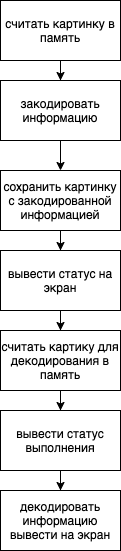 считать картинку в
память
закодировать
информацию
сохранить картинку
с закодированной
информацией
вывести статус на
экран
считать картику для
декодирования в
память
вывести статус
выполнения
декодировать
информацию
вывести на экран